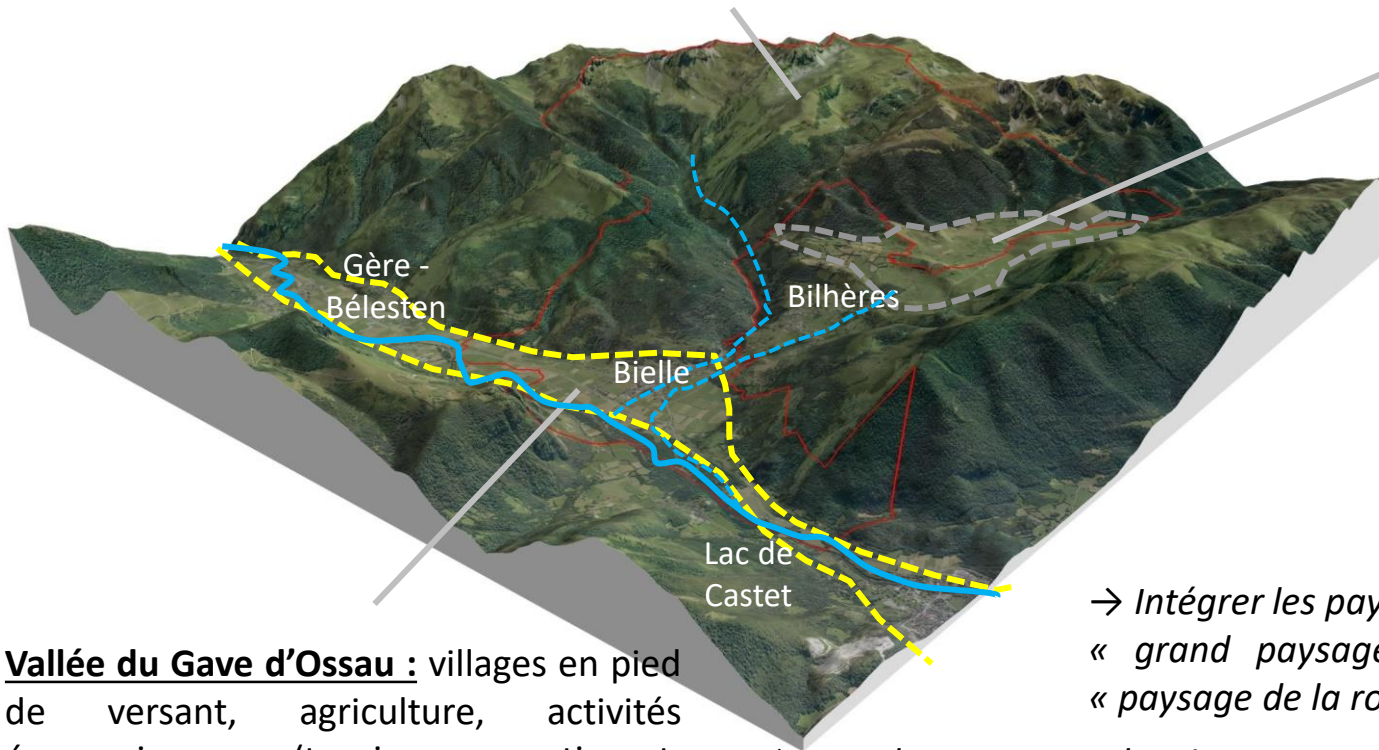 Gère -
Bélesten
Bilhères
Bielle
Lac de
Castet
→ Intégrer les pay
« grand paysage
« paysage de la ro
Vallée du Gave d’Ossau : villages en pied
de versant, agriculture, activités